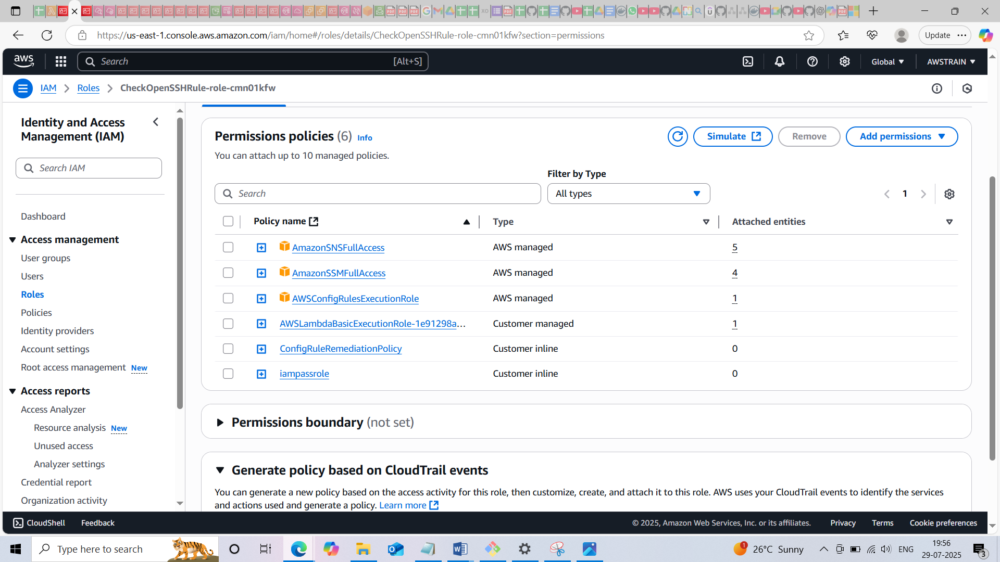 https://us-east-1.console.aws.amazon.com/iam/home#/roles/details/CheckOpenSSHRule-role-cmn01kfw?section=permissions
Update
aws
Search
[Alt+S]
Global
AWSTRAIN
IAM
Roles
CheckOpenSSHRule-role-cmn01kfw
Identity and Access
Management (IAM)
Search IAM
Dashboard
Access management
User groups
Users
Roles
Policies
Identity providers
Account settings
Root access management New
Access reports
Access Analyzer
Resource analysis New
Unused access
Analyzer settings
Credential report
Organization activity
Permissions policies (6) Info
Simulate
Remove
Add permissions
You can attach up to 10 managed policies.
Filter by Type
Search
All types
1
Policy name
Type
Attached entities
AmazonSNSFullAccess AWS managed 5
AmazonSSMFullAccess AWS managed 4
AWSConfigRulesExecutionRole AWS managed 1
AWSLambdaBasicExecutionRole-1e91298a... Customer managed 1
ConfigRuleRemediationPolicy Customer inline 0
iampassrole Customer inline 0
Permissions boundary (not set)
Generate policy based on CloudTrail events
You can generate a new policy based on the access activity for this role, then customize, create, and attach it to this role. AWS uses your CloudTrail events to identify the services
and actions used and generate a policy. Learn more
CloudShell
Feedback
© 2025, Amazon Web Services, Inc. or its affiliates.
Privacy
Terms
Cookie preferences
Type here to search
1
26°C Sunny
ENG
19:56
29-07-2025
3